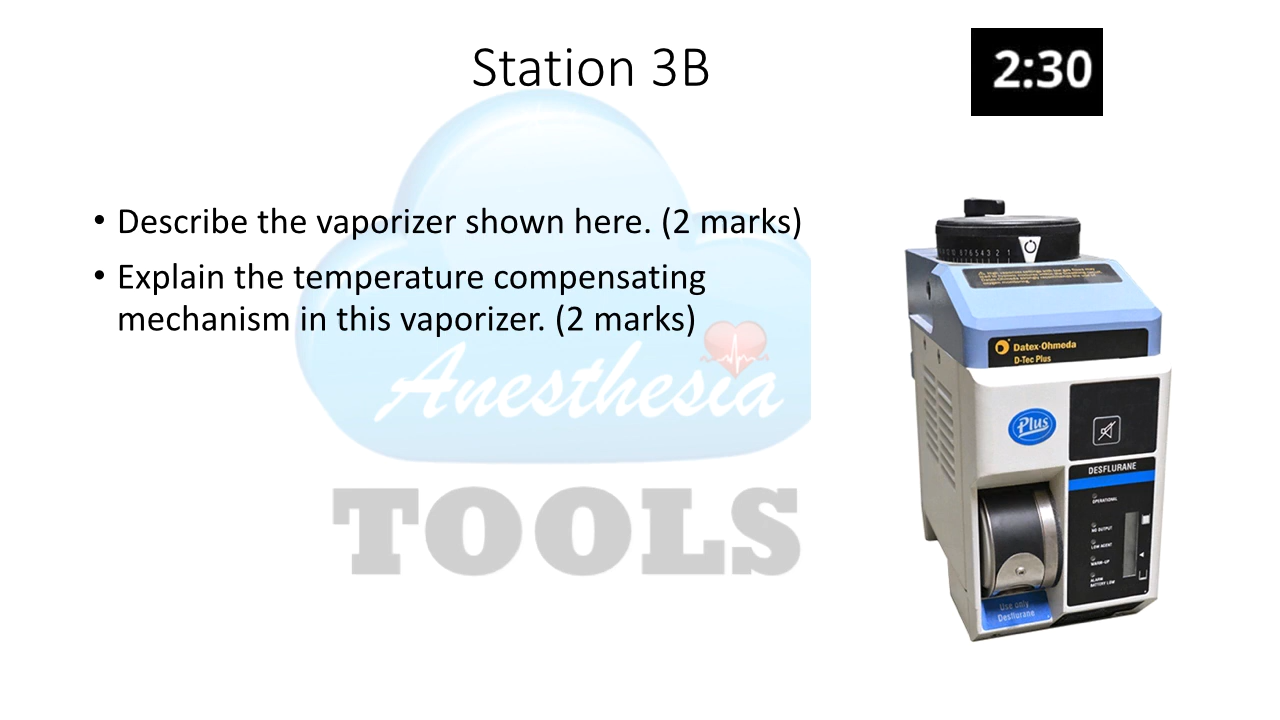 Station 3B
2:30
• Describe the vaporizer shown here. (2 marks)
• Explain the temperature compensating
mechanism in this vaporizer. (2 marks)
Anesthesia
TOOLS
Datex-Ohmeda
D-Tec Plus
Plus
DESFLURANE
OPERATIONAL
NO OUTPUT
LOW AGENT
WARM-UP
ALARM
BATTERY LOW
Use only
Desflurane